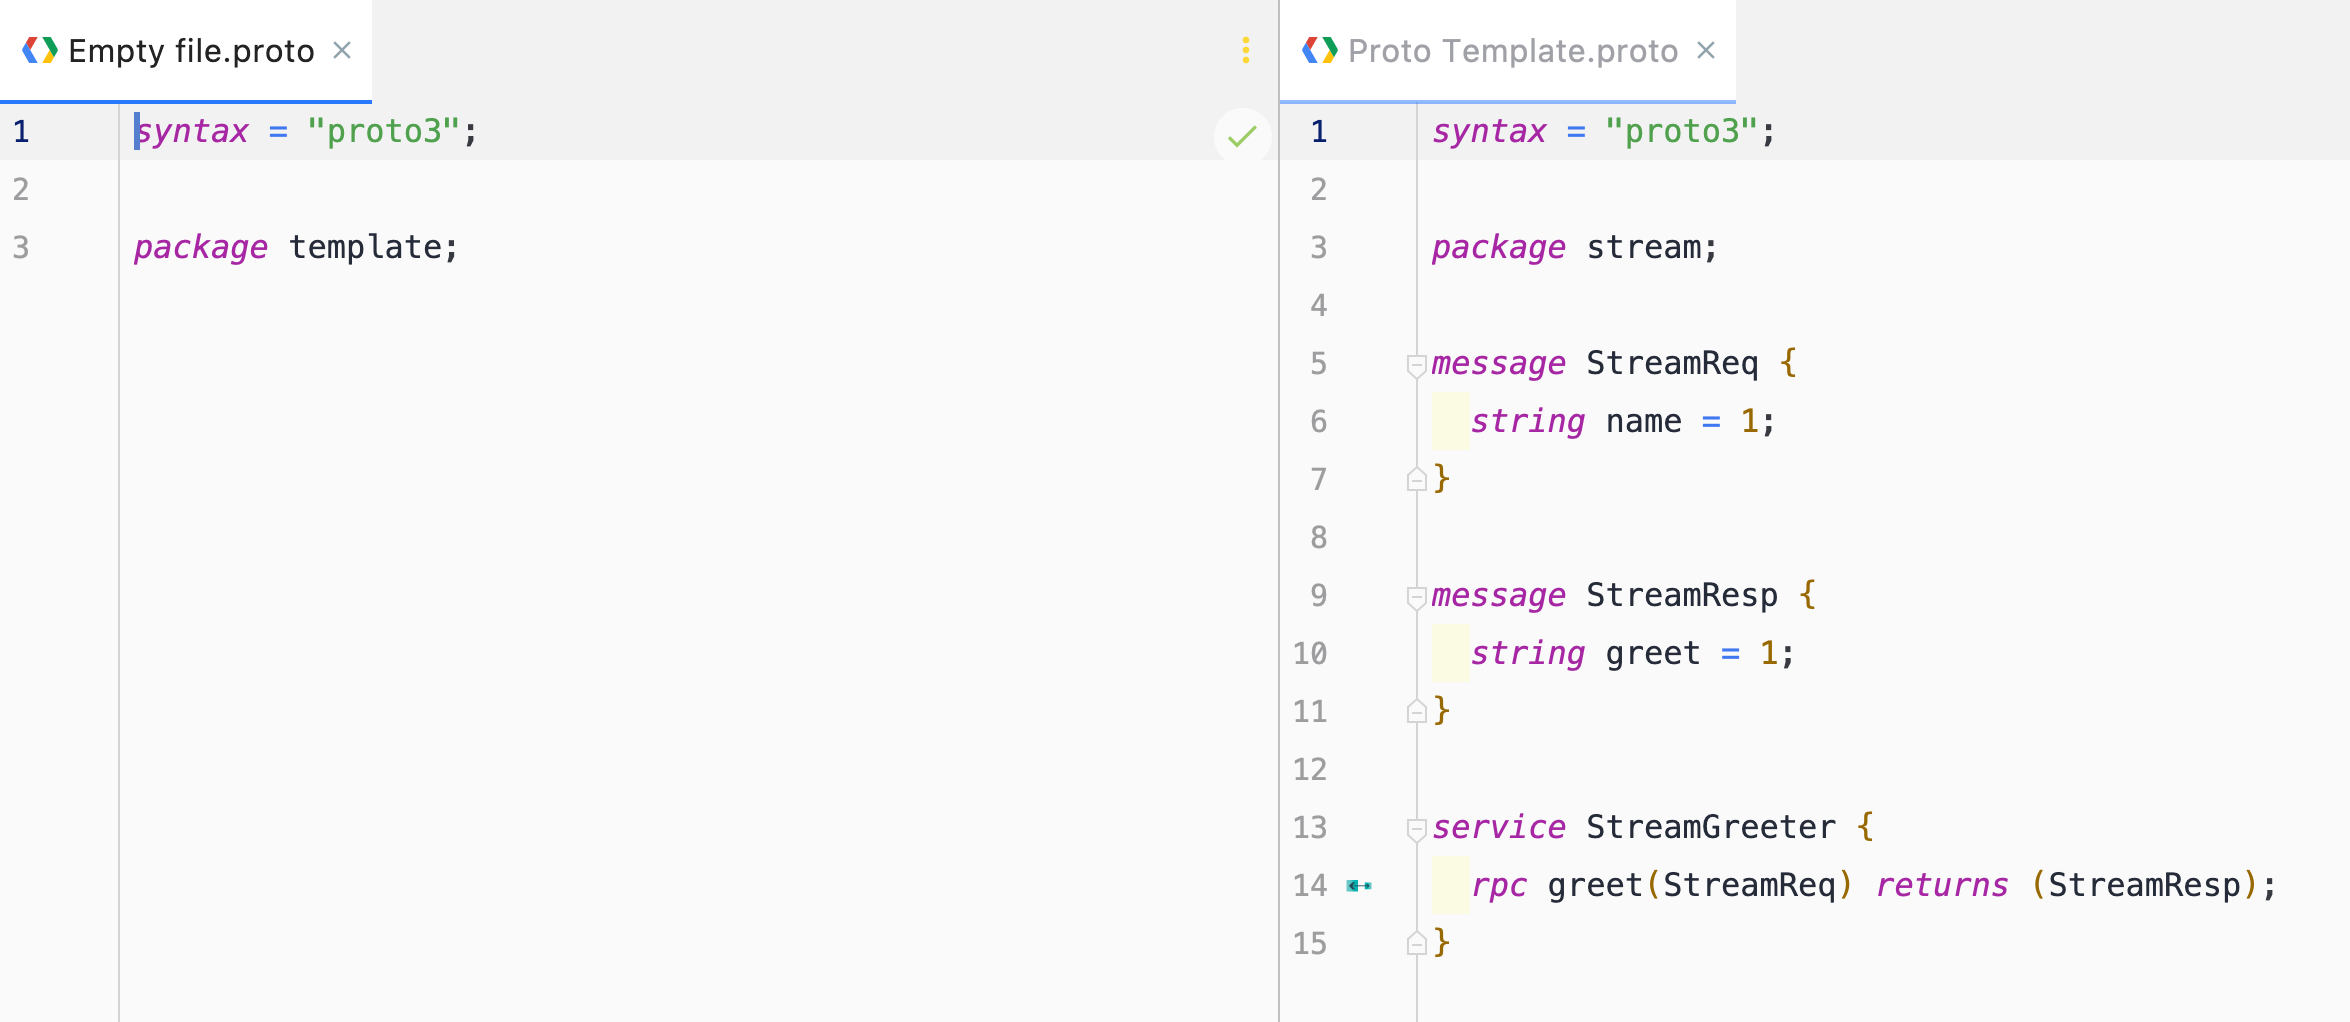 Empty file.proto
1 syntax = "proto3";
2
3 package template;
Proto Template.proto
1 syntax = "proto3";
2
3 package stream;
4
5 message StreamReq {
6   string name = 1;
7 }
8
9 message StreamResp {
10   string greet = 1;
11 }
12
13 service StreamGreeter {
14   rpc greet(StreamReq) returns (StreamResp);
15 }